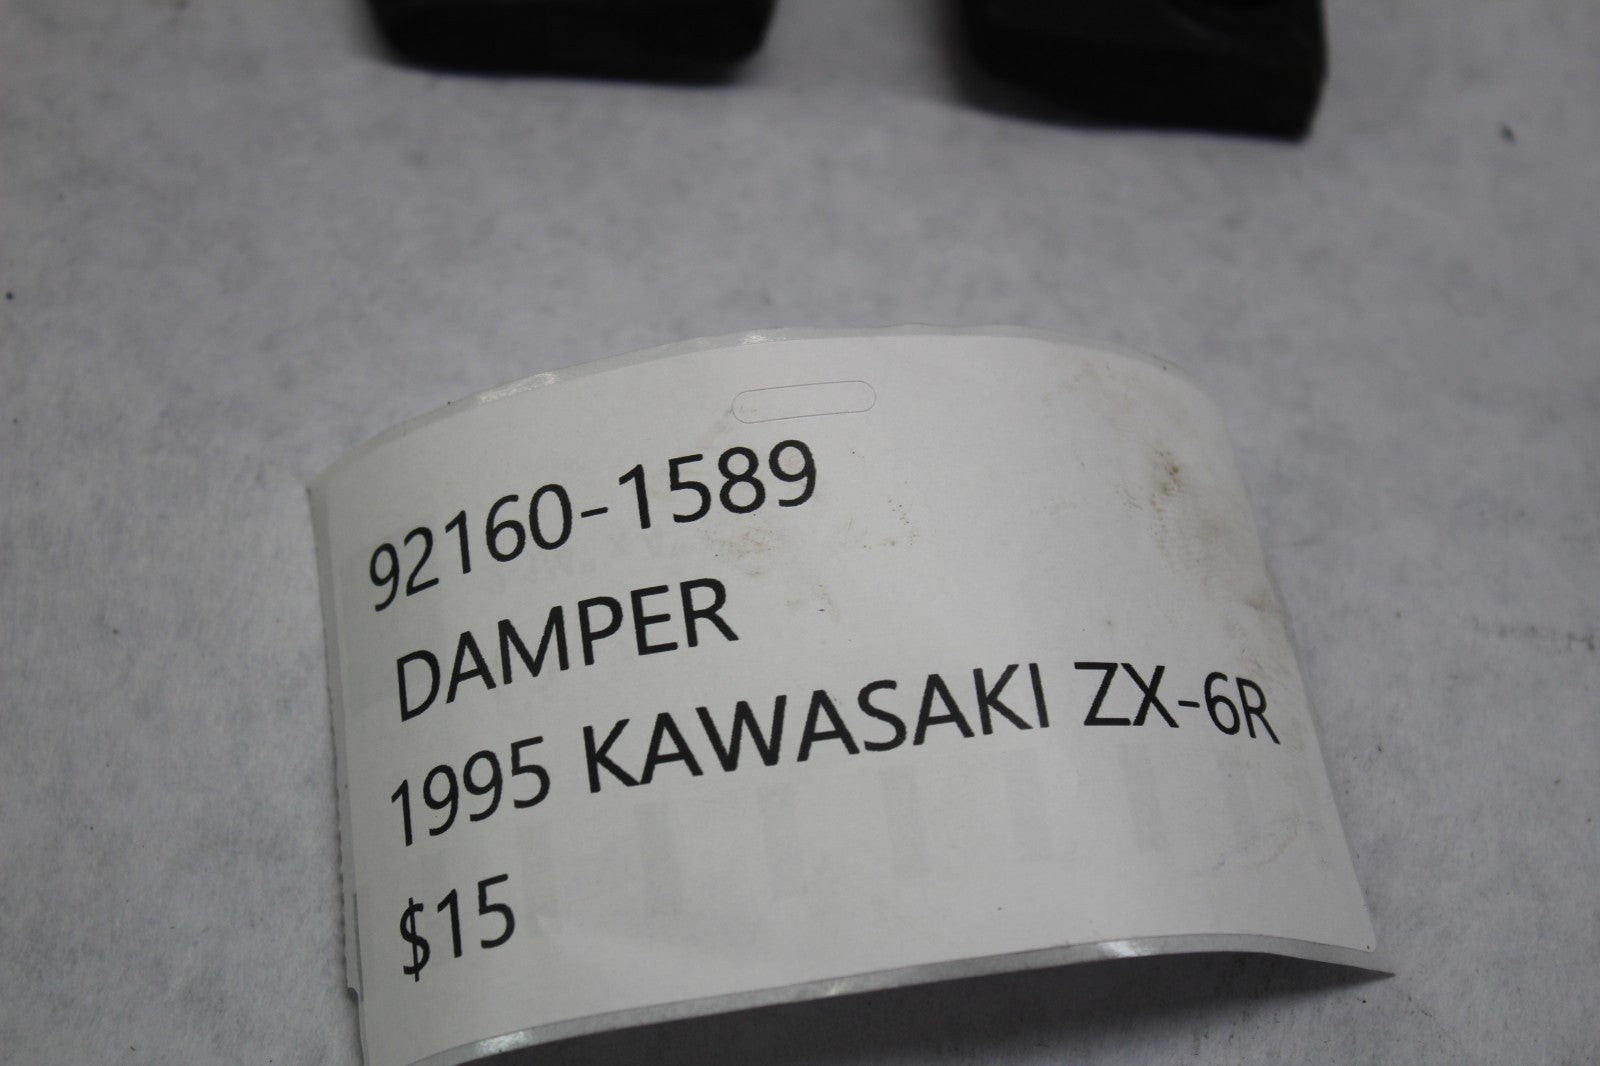 92160-1589
DAMPER
1995 KAWASAKI ZX-6R
$15